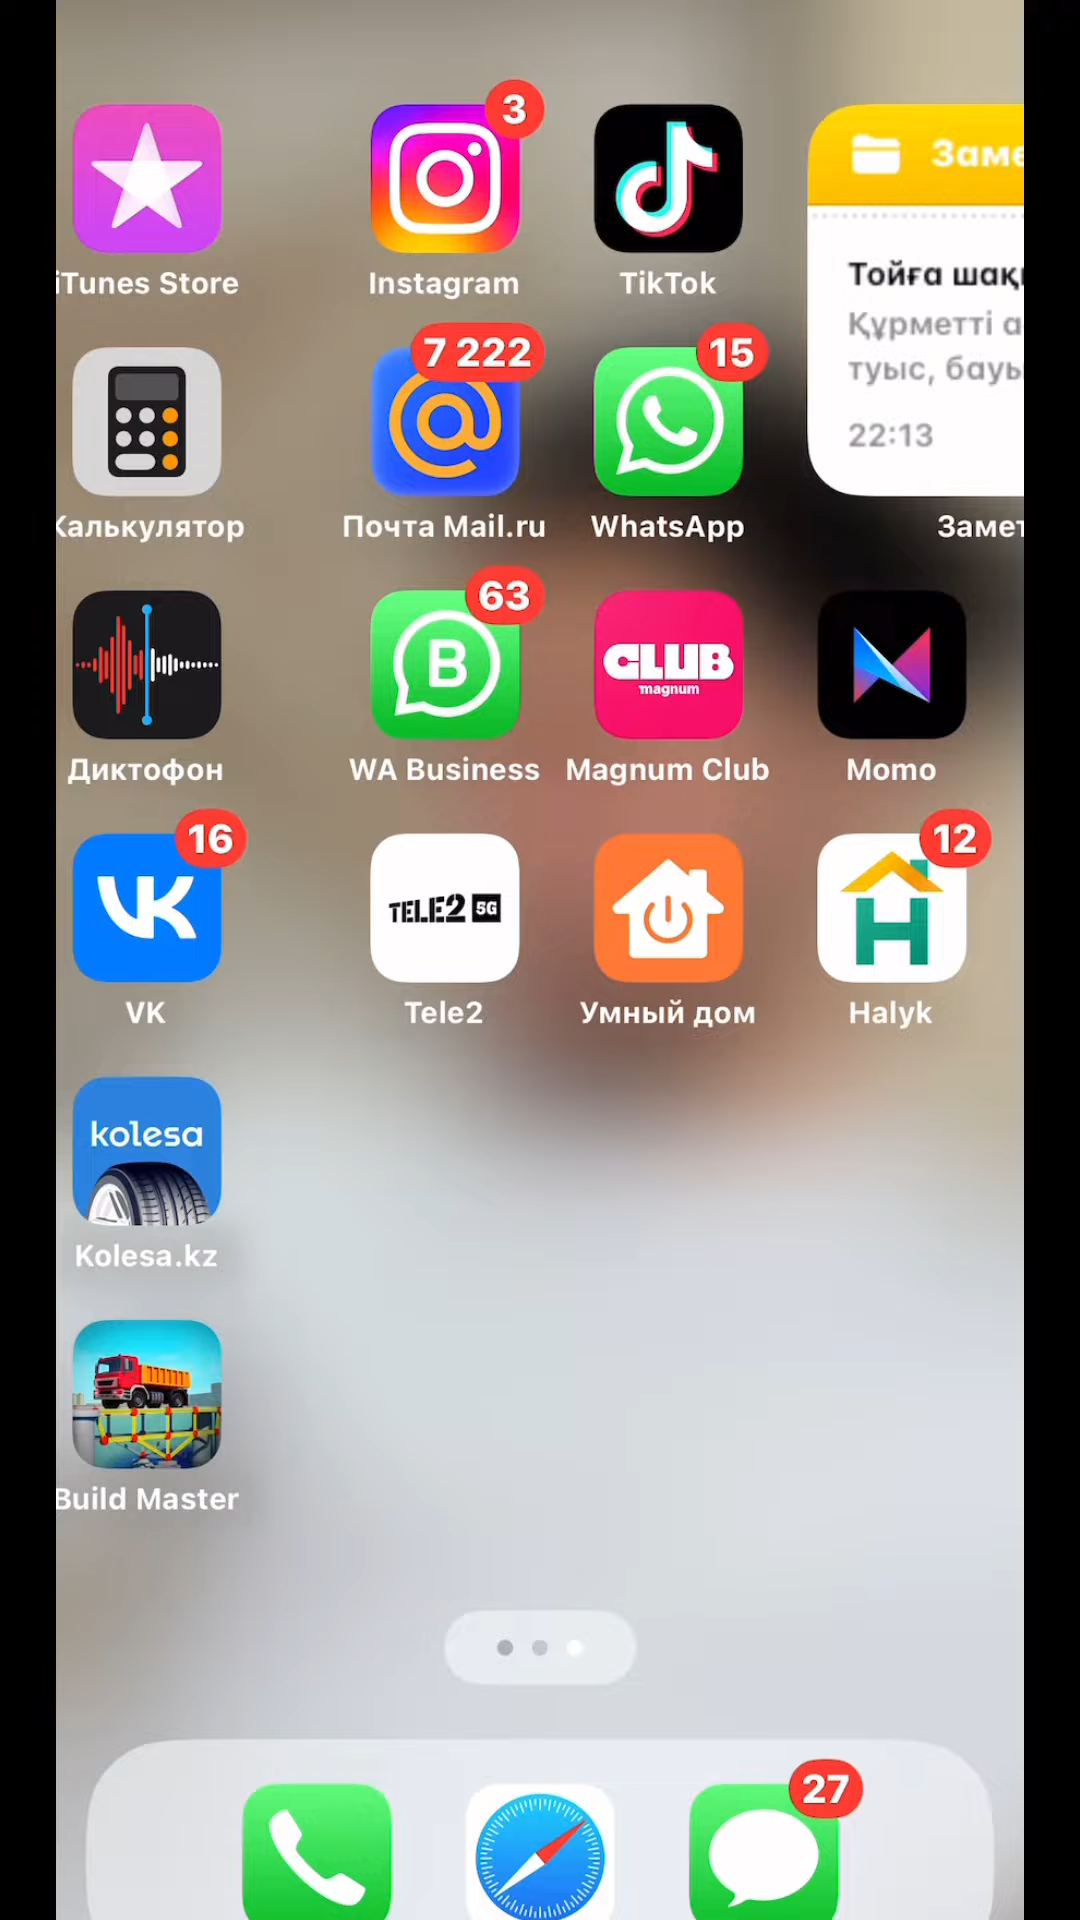 3
Заме
iTunes Store
Instagram
TikTok
Тойға шақ
Құрметті а
туыс, бауы
22:13
7 222
15
Калькулятор
Почта Mail.ru
WhatsApp
Замет
63
B
CLUB
magnum
Диктофон
WA Business
Magnum Club
Momo
16
12
VK
TELE2 5G
H
VK
Tele2
Умный дом
Halyk
kolesa
Kolesa.kz
Build Master
27